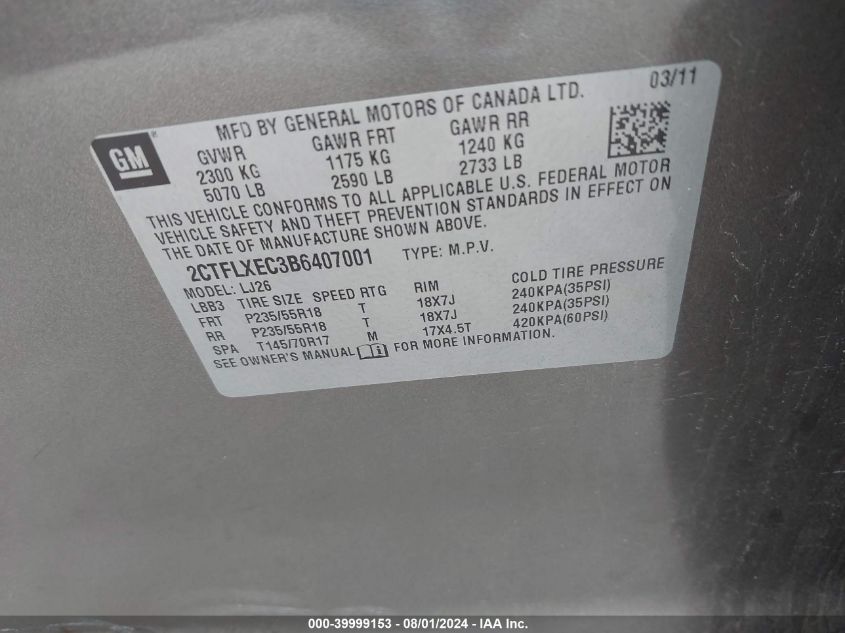 03/11
GM ®
MFD BY GENERAL MOTORS OF CANADA LTD.
GVWR GAWR FRT GAWR RR
2300 KG 1175 KG 1240 KG
5070 LB 2590 LB 2733 LB
THIS VEHICLE CONFORMS TO ALL APPLICABLE U.S. FEDERAL MOTOR
VEHICLE SAFETY AND THEFT PREVENTION STANDARDS IN EFFECT ON
THE DATE OF MANUFACTURE SHOWN ABOVE.
2CTFLXEC3B6407001 TYPE: M.P.V.
MODEL: LJ26
LBB3 TIRE SIZE SPEED RTG RIM COLD TIRE PRESSURE
FRT P235/55R18 T 18X7J 240KPA(35PSI)
RR P235/55R18 T 18X7J 240KPA(35PSI)
SPA T145/70R17 M 17X4.5T 420KPA(60PSI)
SEE OWNER'S MANUAL FOR MORE INFORMATION.
000-39999153 - 08/01/2024 - IAA Inc.